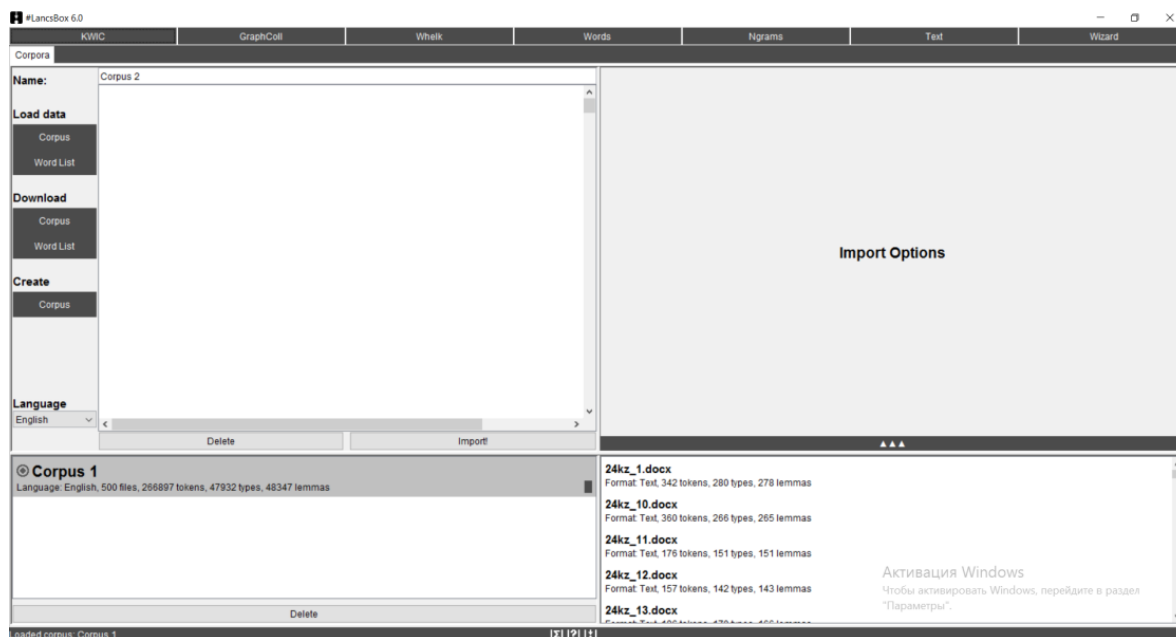 #LancsBox 6.0
KWIC GraphColl Whelk Words Ngrams Text Wizard
Corpora
Name:
Corpus 2
Load data
Corpus
Word List
Download
Corpus
Word List
Create
Corpus
Language
English
Delete
Import!
Import Options
▲▲▲
Corpus 1
Language: English, 500 files, 266897 tokens, 47932 types, 48347 lemmas
Delete
24kz_1.docx
Format: Text, 342 tokens, 280 types, 278 lemmas
24kz_10.docx
Format: Text, 360 tokens, 266 types, 265 lemmas
24kz_11.docx
Format: Text, 176 tokens, 151 types, 151 lemmas
24kz_12.docx
Format: Text, 157 tokens, 142 types, 143 lemmas
24kz_13.docx
Активация Windows
Чтобы активировать Windows, перейдите в раздел
"Параметры".
Loaded corpus: Corpus 1
|Σ| |?| |‡|